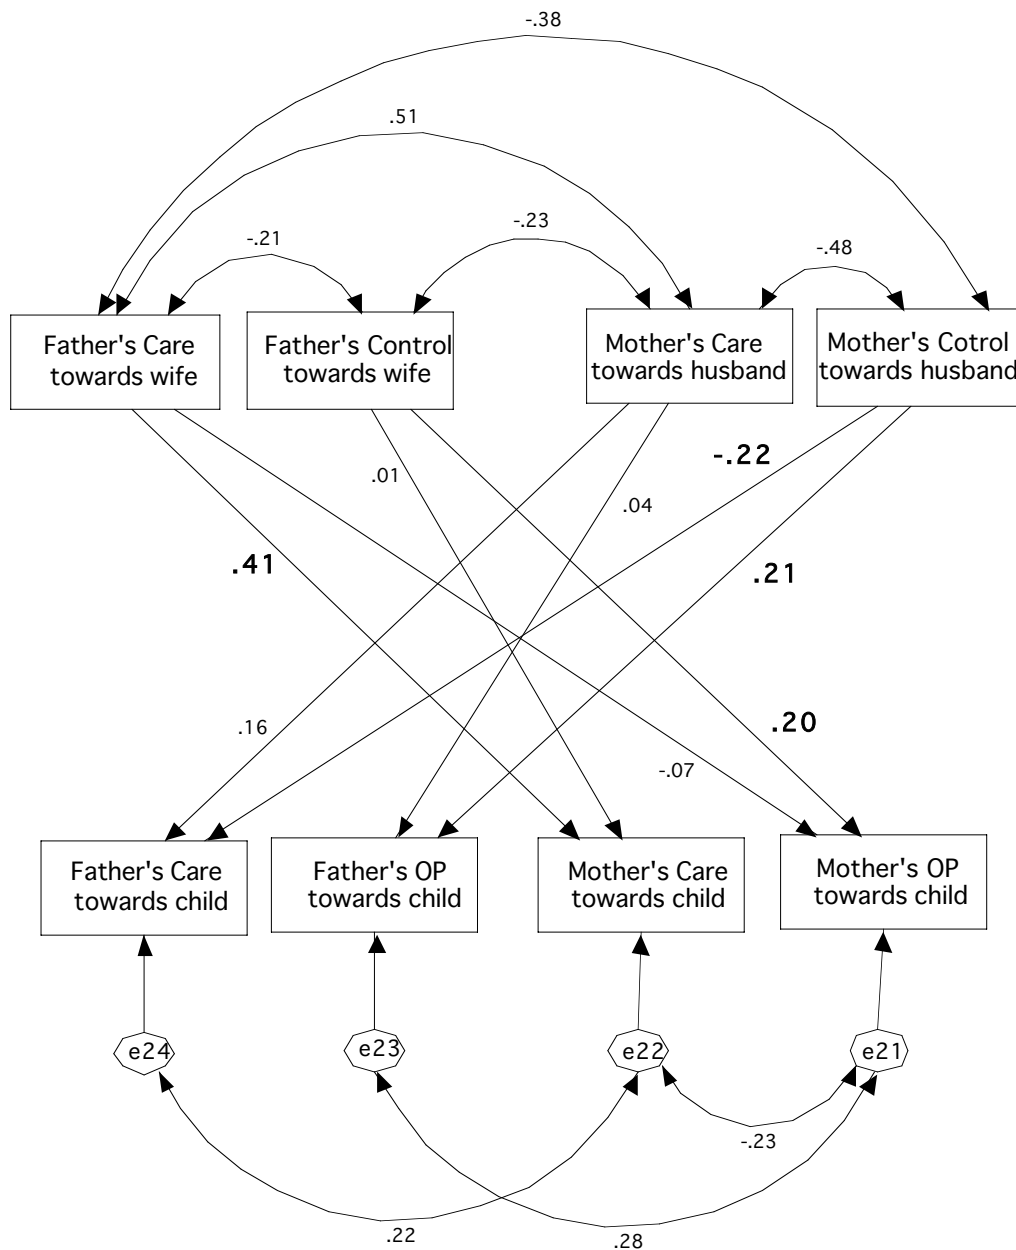 -.38
.51
-.21
-.23
-.48
Father's Care
towards wife
Father's Control
towards wife
Mother's Care
towards husband
Mother's Cotrol
towards husband
-.22
.01
.04
.41
.21
.16
.20
-.07
Father's Care
towards child
Father's OP
towards child
Mother's Care
towards child
Mother's OP
towards child
e24
e23
e22
e21
-.23
.22
.28